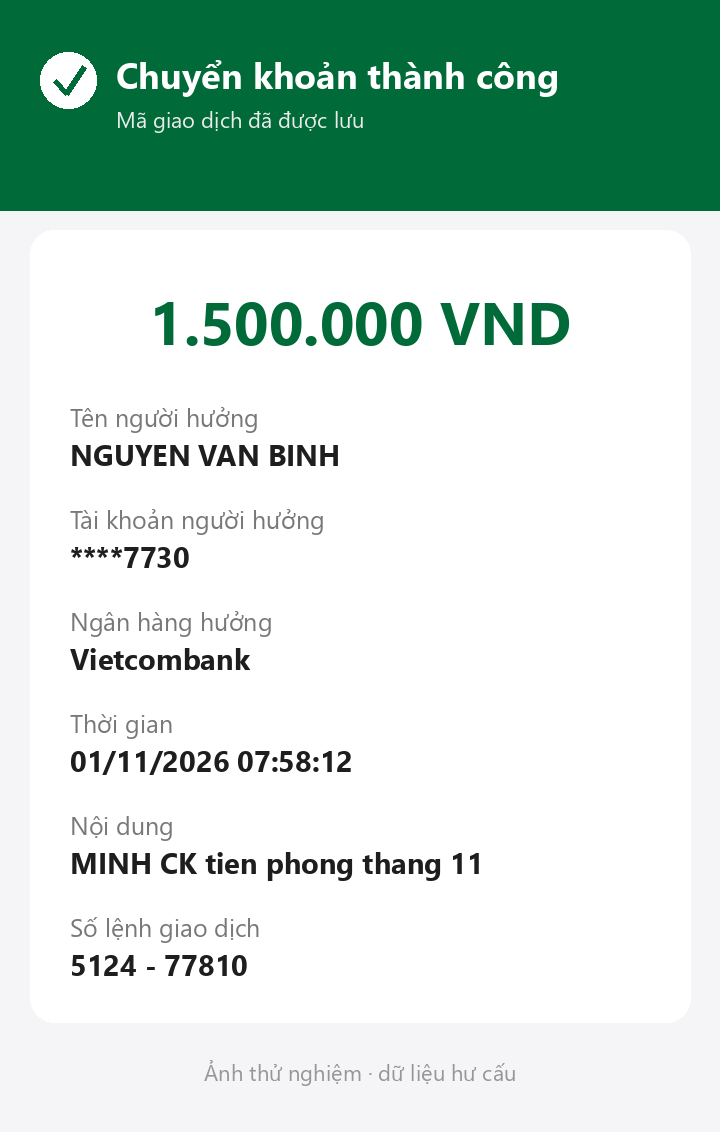 Chuyển khoản thành công
Mã giao dịch đã được lưu
1.500.000 VND
Tên người hưởng
NGUYEN VAN BINH
Tài khoản người hưởng
****7730
Ngân hàng hưởng
Vietcombank
Thời gian
01/11/2026 07:58:12
Nội dung
MINH CK tien phong thang 11
Số lệnh giao dịch
5124 - 77810
Ảnh thử nghiệm · dữ liệu hư cấu